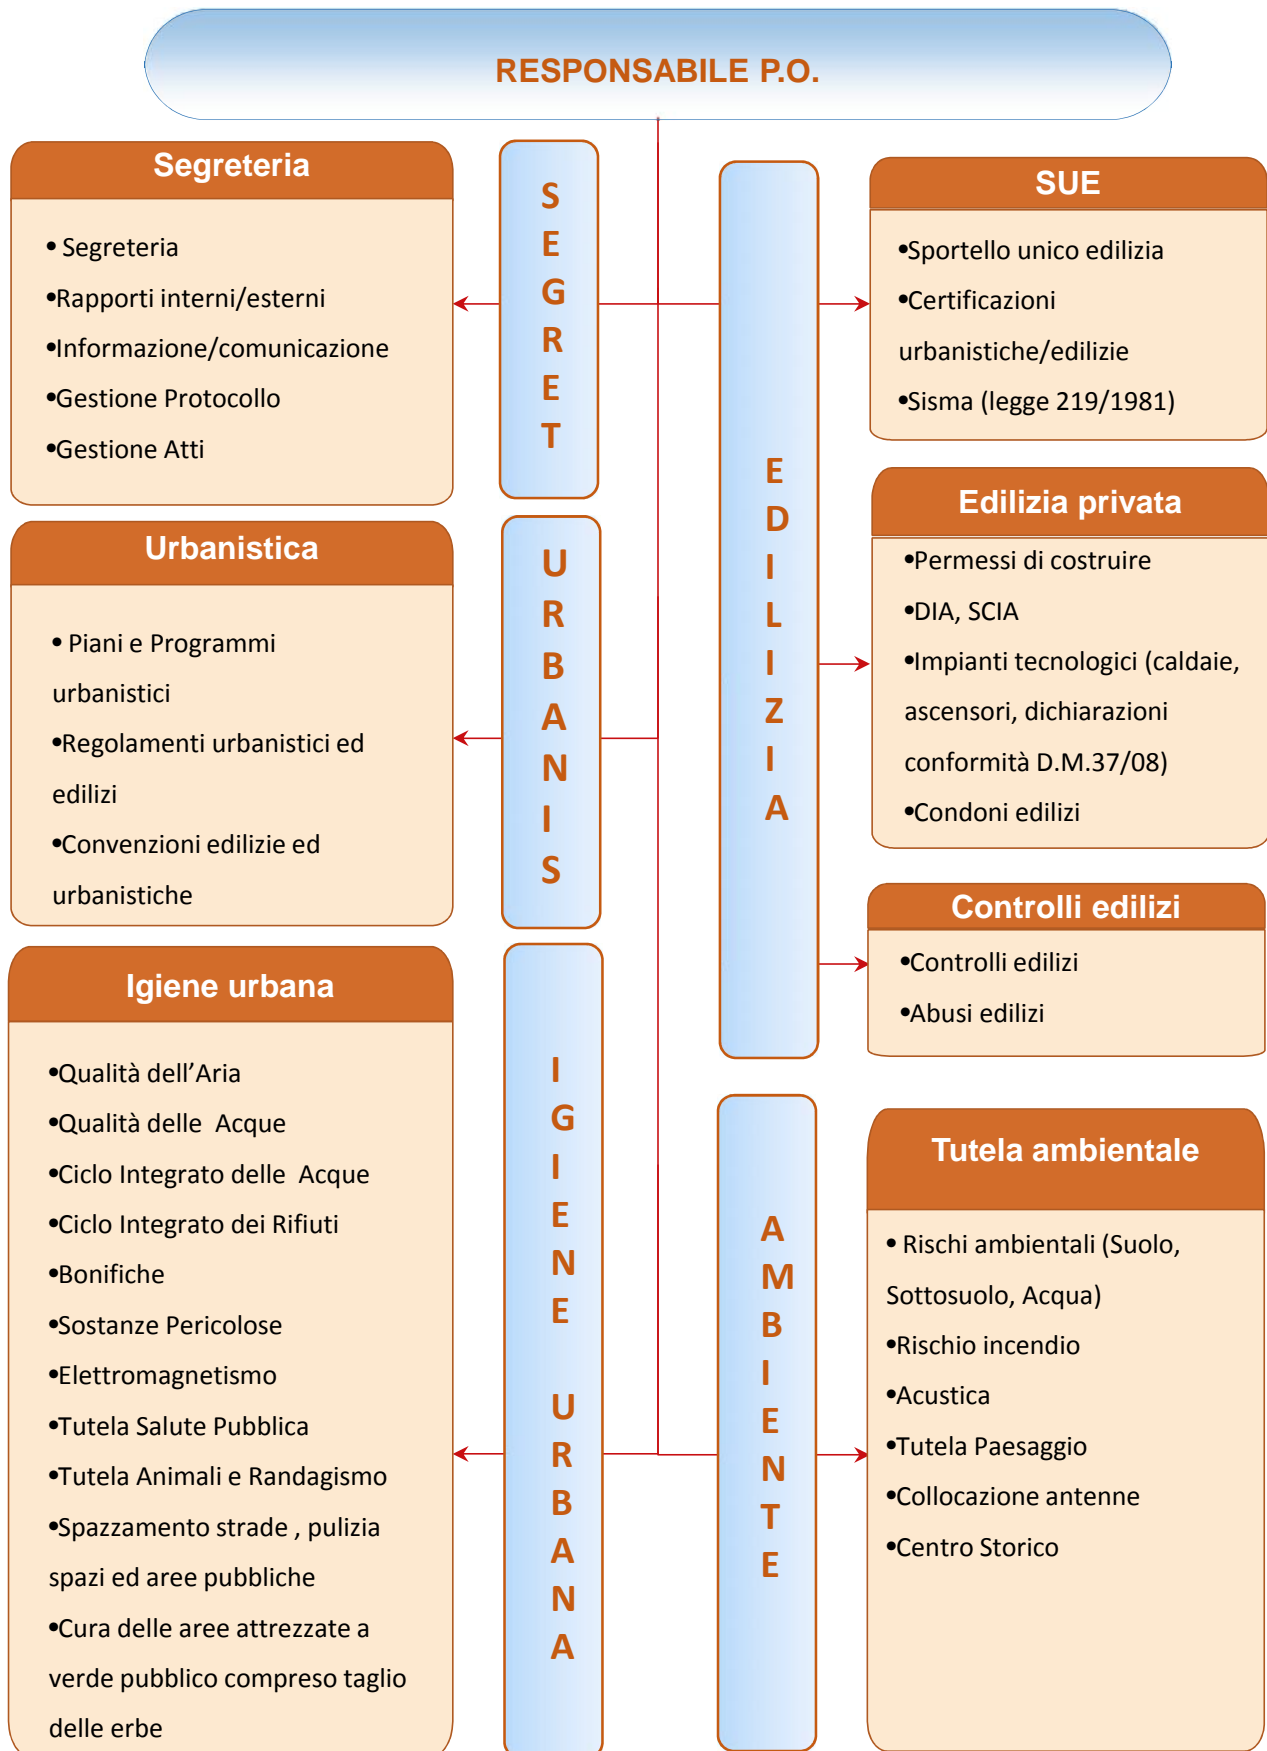 RESPONSABILE P.O.
Segreteria
• Segreteria
•Rapporti interni/esterni
•Informazione/comunicazione
•Gestione Protocollo
•Gestione Atti
SEGRET
Urbanistica
• Piani e Programmi
urbanistici
•Regolamenti urbanistici ed
edilizi
•Convenzioni edilizie ed
urbanistiche
URBANIS
Igiene urbana
•Qualità dell’Aria
•Qualità delle  Acque
•Ciclo Integrato delle  Acque
•Ciclo Integrato dei Rifiuti
•Bonifiche
•Sostanze Pericolose
•Elettromagnetismo
•Tutela Salute Pubblica
•Tutela Animali e Randagismo
•Spazzamento strade , pulizia
spazi ed aree pubbliche
•Cura delle aree attrezzate a
verde pubblico compreso taglio
delle erbe
IGIENE URBANA
EDILIZIA
SUE
•Sportello unico edilizia
•Certificazioni
urbanistiche/edilizie
•Sisma (legge 219/1981)
Edilizia privata
•Permessi di costruire
•DIA, SCIA
•Impianti tecnologici (caldaie,
ascensori, dichiarazioni
conformità D.M.37/08)
•Condoni edilizi
Controlli edilizi
•Controlli edilizi
•Abusi edilizi
AMBIENTE
Tutela ambientale
• Rischi ambientali (Suolo,
Sottosuolo, Acqua)
•Rischio incendio
•Acustica
•Tutela Paesaggio
•Collocazione antenne
•Centro Storico